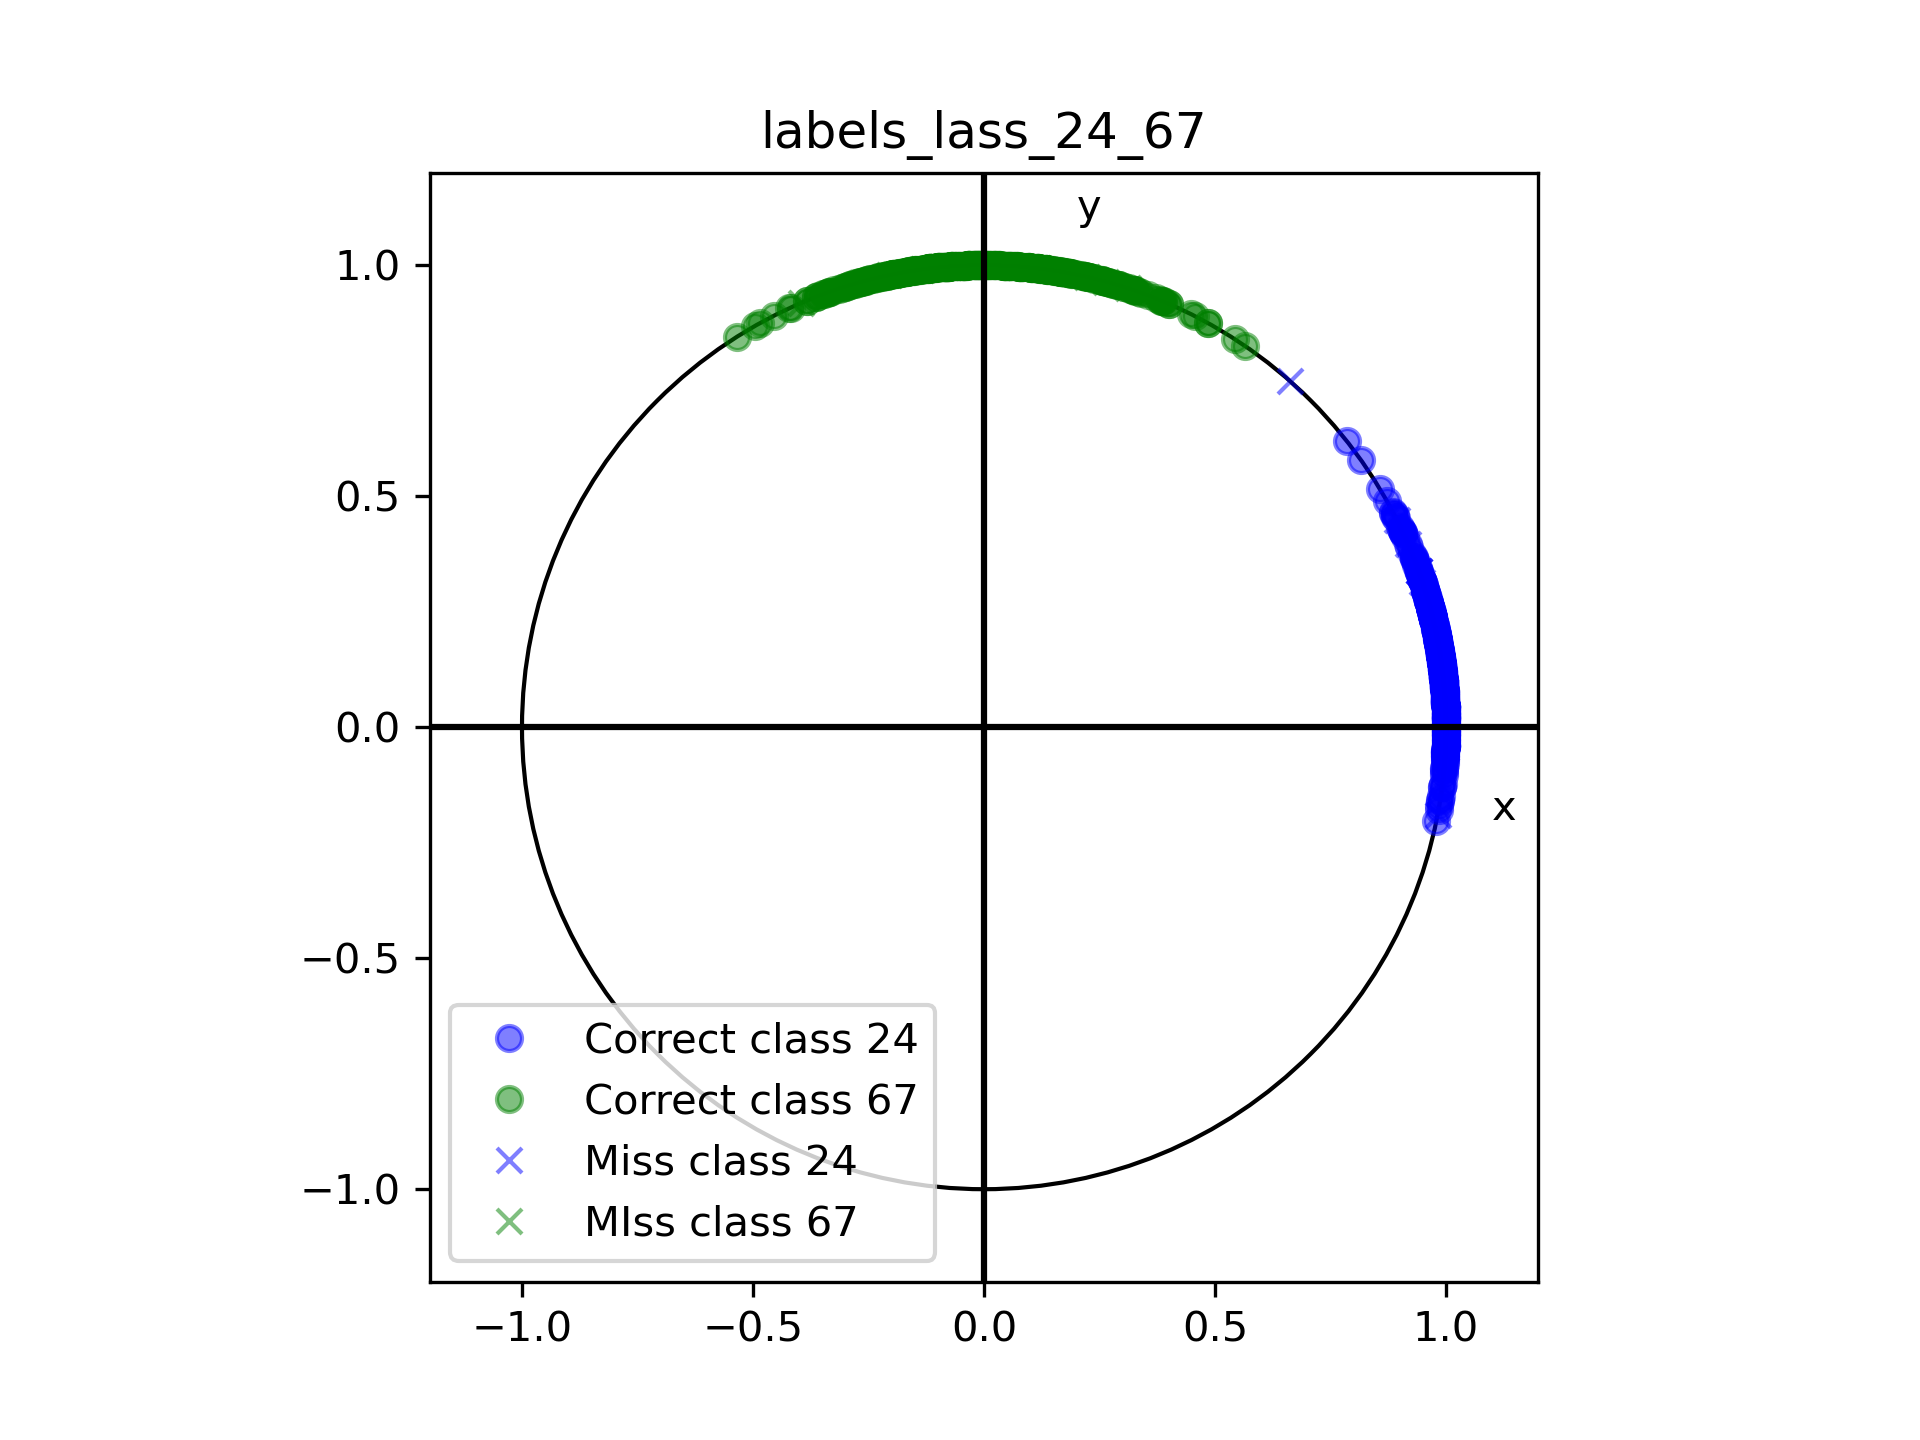 labels_lass_24_67
y
1.0
0.5
0.0
−0.5
−1.0
x
Correct class 24
Correct class 67
Miss class 24
MIss class 67
−1.0 −0.5 0.0 0.5 1.0